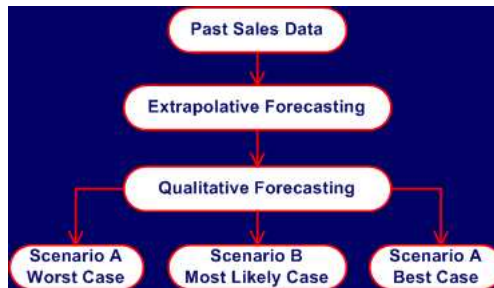 Past Sales Data
Extrapolative Forecasting
Qualitative Forecasting
Scenario A
Worst Case
Scenario B
Most Likely Case
Scenario A
Best Case